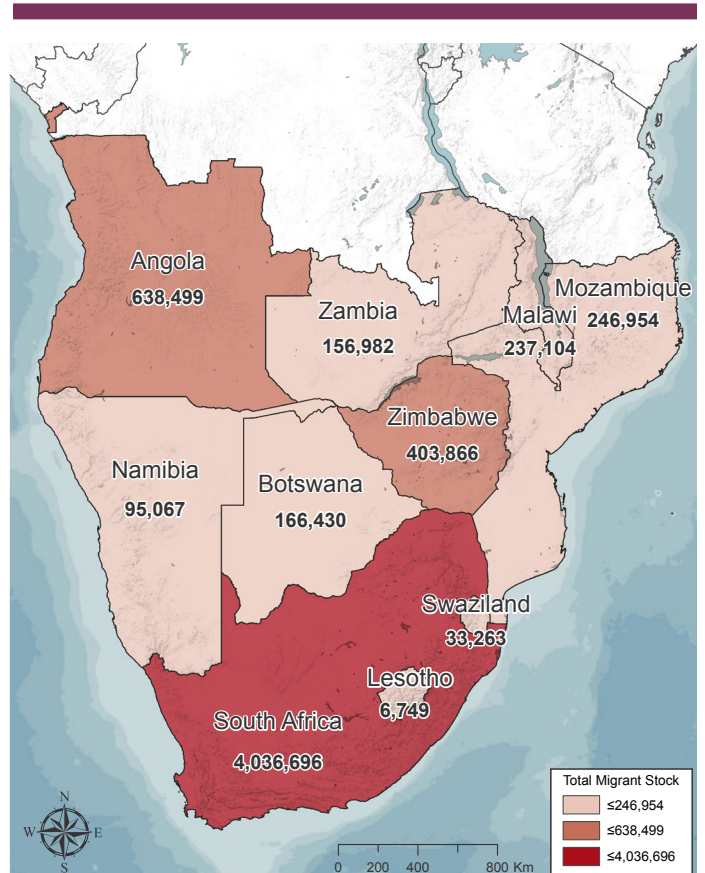 Angola
638,499
Zambia
156,982
Mozambique
246,954
Malawi
237,104
Zimbabwe
403,866
Namibia
95,067
Botswana
166,430
Swaziland
33,263
Lesotho
6,749
South Africa
4,036,696
N
W E
S
0 200 400 800 Km
Total Migrant Stock
≤246,954
≤638,499
≤4,036,696